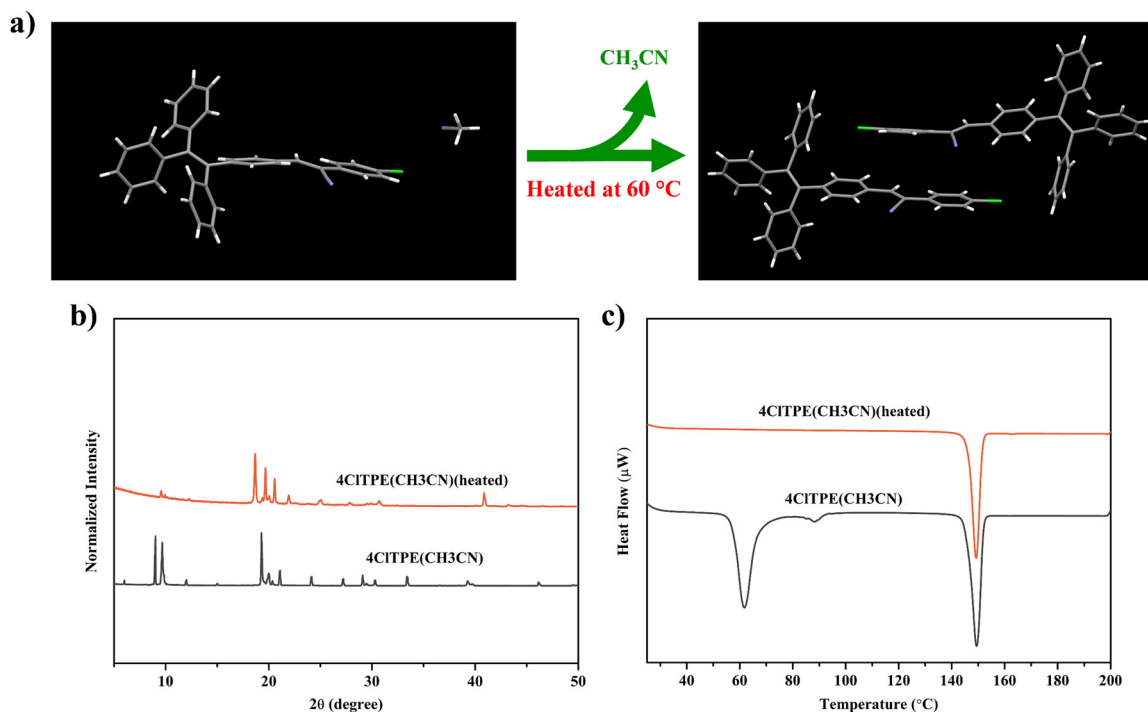 a)
CH₃CN
Heated at 60 °C
b)
Normalized Intensity
4ClTPE(CH3CN)(heated)
4ClTPE(CH3CN)
10 20 30 40 50
2θ (degree)
c)
Heat Flow (μW)
4ClTPE(CH3CN)(heated)
4ClTPE(CH3CN)
40 60 80 100 120 140 160 180 200
Temperature (°C)